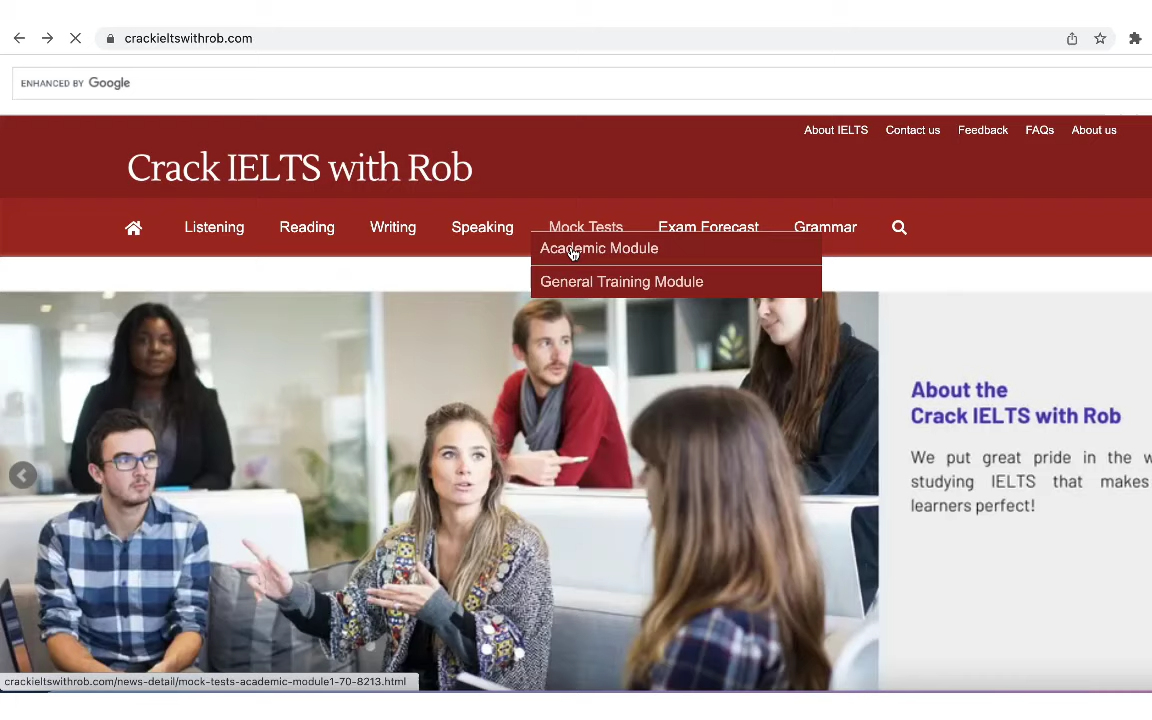 crackieltswithrob.com
ENHANCED BY Google
About IELTS Contact us Feedback FAQs About us
Crack IELTS with Rob
Listening Reading Writing Speaking Mock Tests Exam Forecast Grammar
Academic Module
General Training Module
About the
Crack IELTS with Rob
We put great pride in the w
studying IELTS that makes
learners perfect!
crackieltswithrob.com/news-detail/mock-tests-academic-module1-70-8213.html